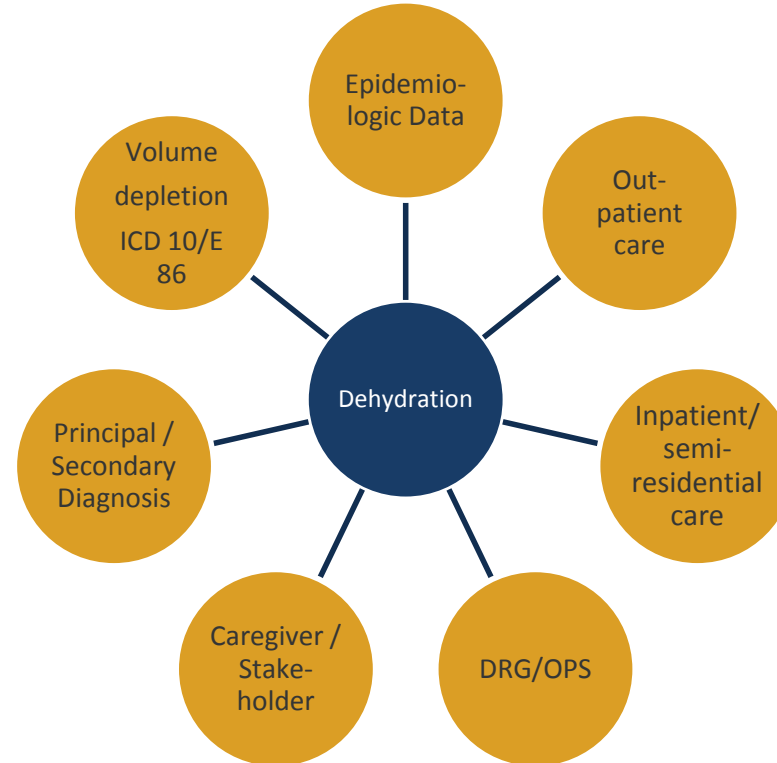 Epidemio-
logic Data
Out-
patient
care
Inpatient/
semi-
residential
care
DRG/OPS
Caregiver /
Stake-
holder
Principal /
Secondary
Diagnosis
Volume
depletion
ICD 10/E
86
Dehydration